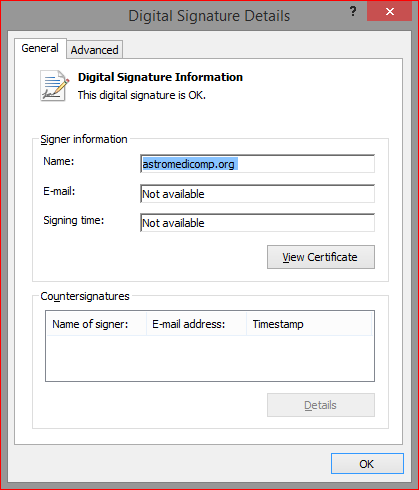 Digital Signature Details
?
×
General
Advanced
Digital Signature Information
This digital signature is OK.
Signer information
Name:
astromedicomp.org
E-mail:
Not available
Signing time:
Not available
View Certificate
Countersignatures
Name of signer: E-mail address: Timestamp
Details
OK